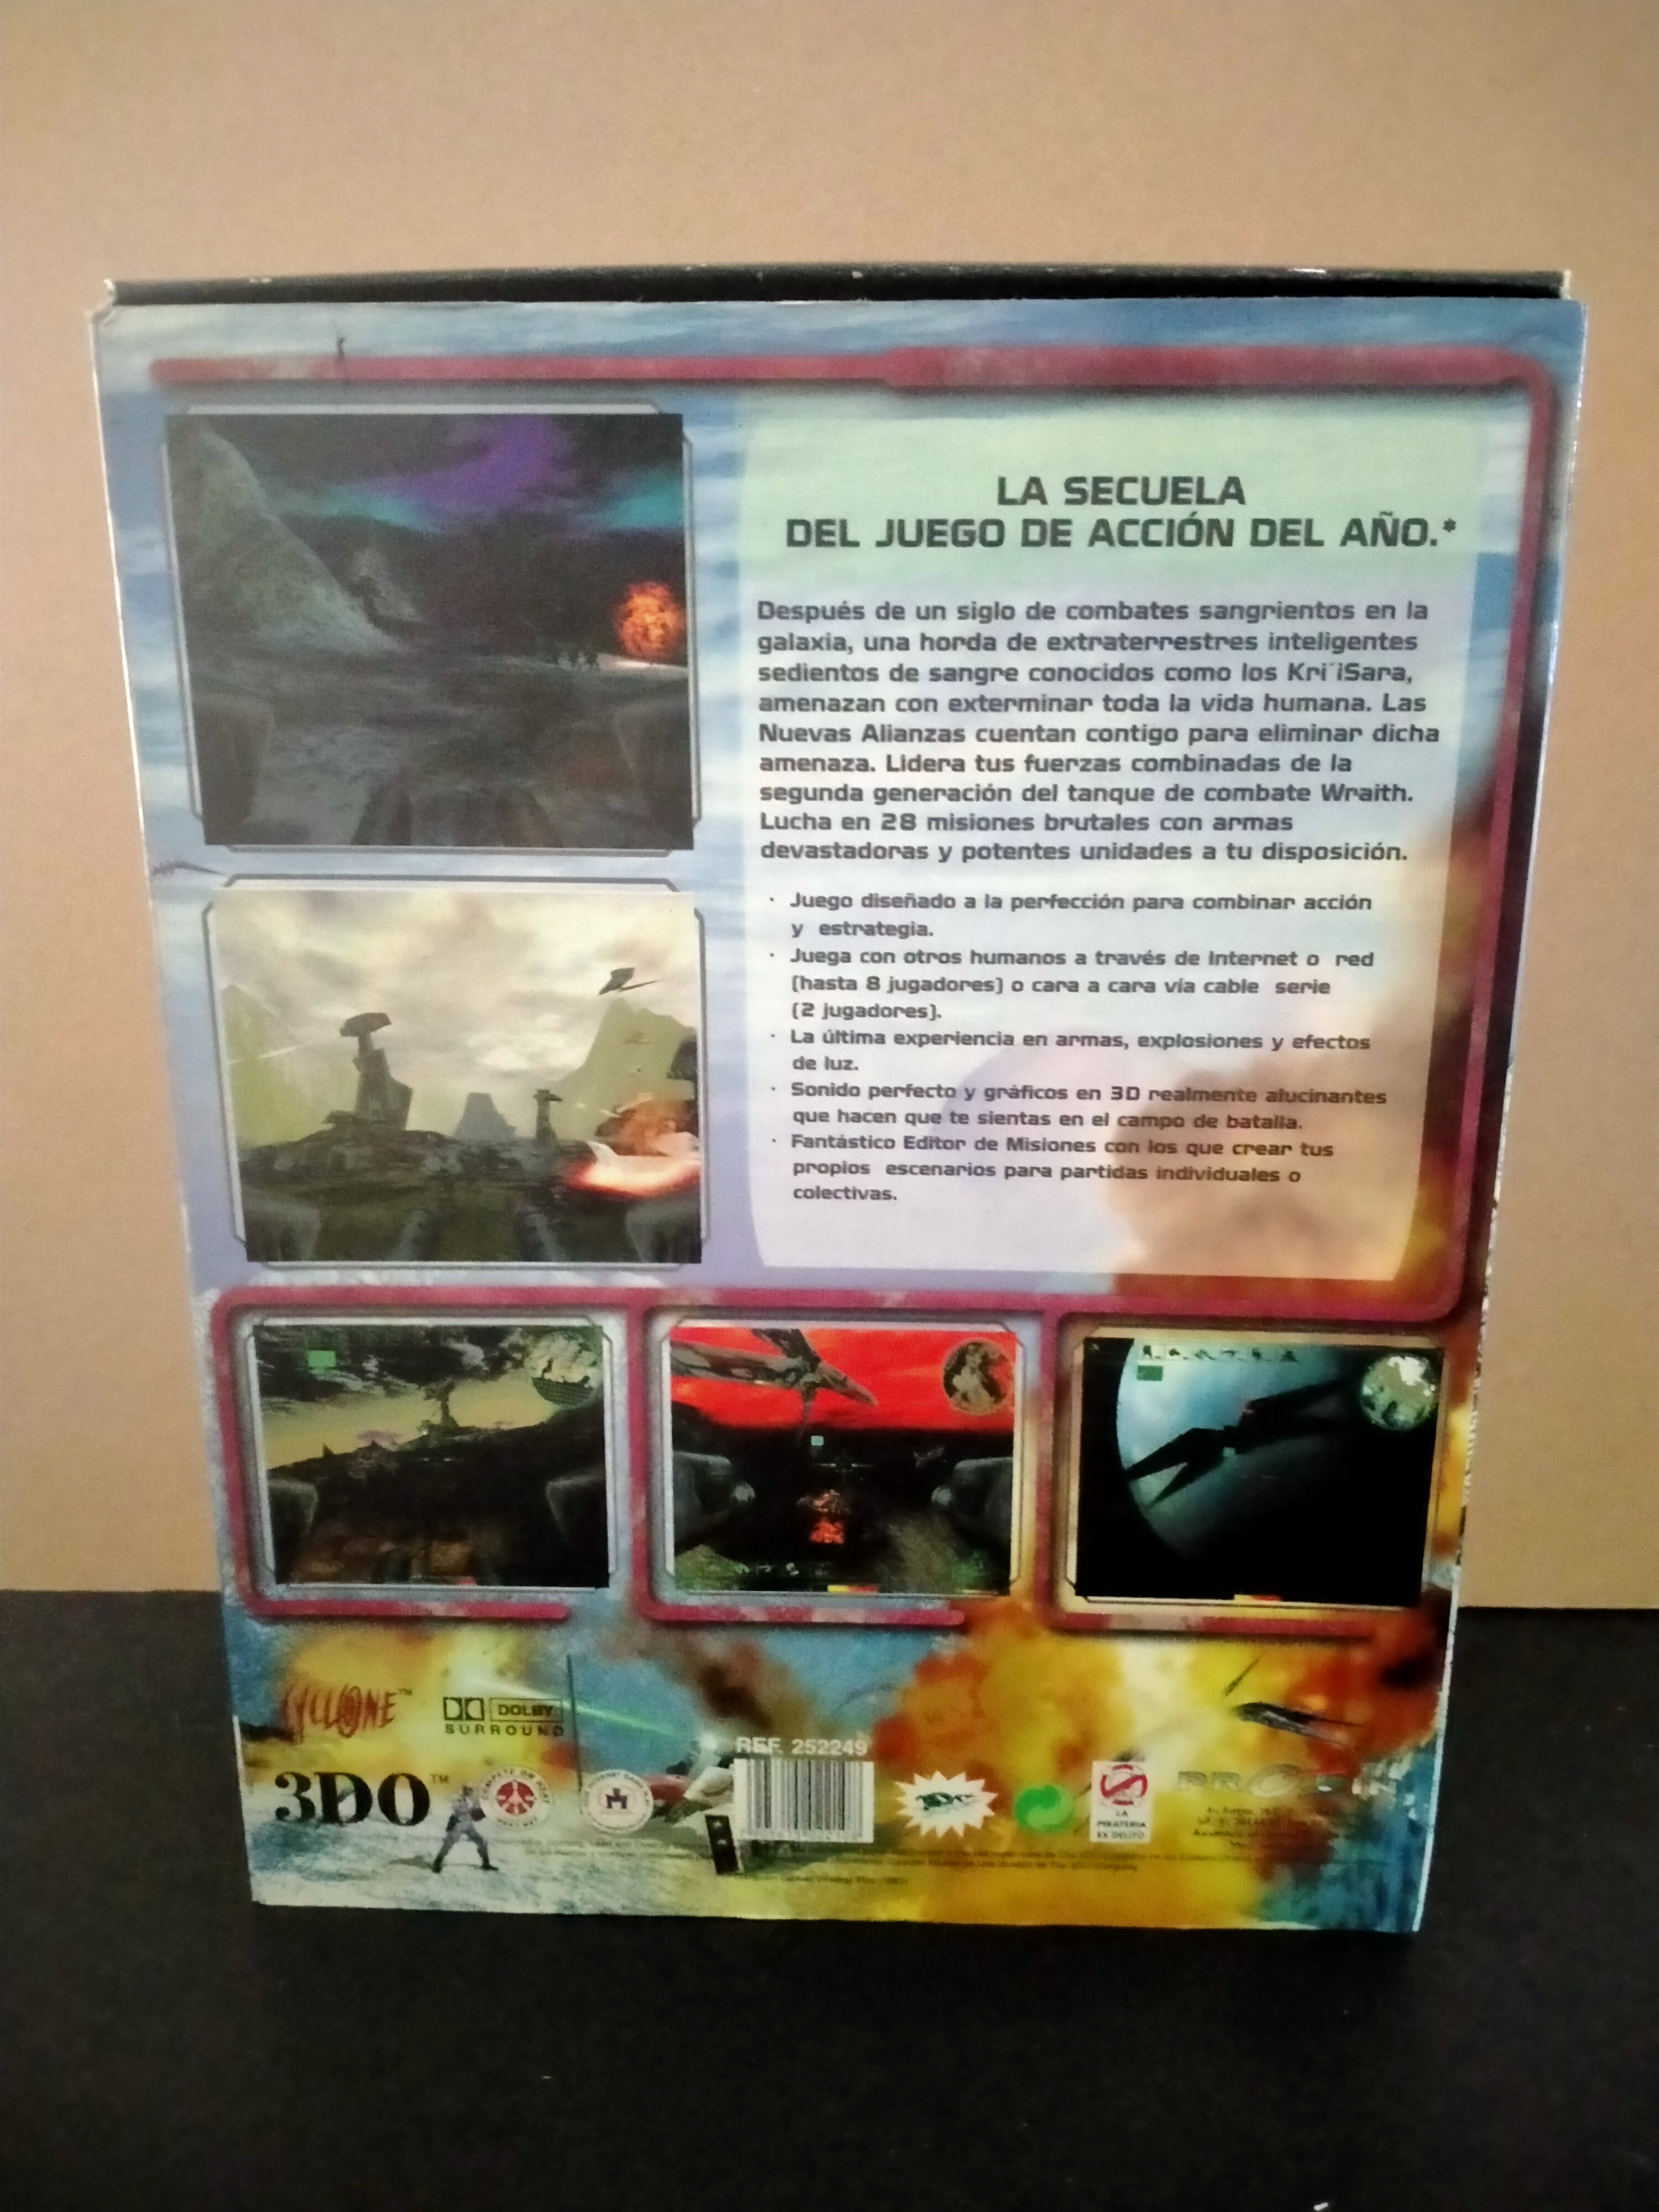 LA SECUELA
DEL JUEGO DE ACCIÓN DEL AÑO.*
Después de un siglo de combates sangrientos en la
galaxia, una horda de extraterrestres inteligentes
sedientos de sangre conocidos como los Kri´iSara,
amenazan con exterminar toda la vida humana. Las
Nuevas Alianzas cuentan contigo para eliminar dicha
amenaza. Lidera tus fuerzas combinadas de la
segunda generación del tanque de combate Wraith.
Lucha en 28 misiones brutales con armas
devastadoras y potentes unidades a tu disposición.
· Juego diseñado a la perfección para combinar acción
y estrategia.
· Juega con otros humanos a través de Internet o red
(hasta 8 jugadores) o cara a cara vía cable serie
(2 jugadores).
· La última experiencia en armas, explosiones y efectos
de luz.
· Sonido perfecto y gráficos en 3D realmente alucinantes
que hacen que te sientas en el campo de batalla.
· Fantástico Editor de Misiones con los que crear tus
propios escenarios para partidas individuales o
colectivas.
CYCLONE™
DOLBY
SURROUND
REF. 252249
3DO™
LA
PIRATERIA
ES DELITO
PROEIN